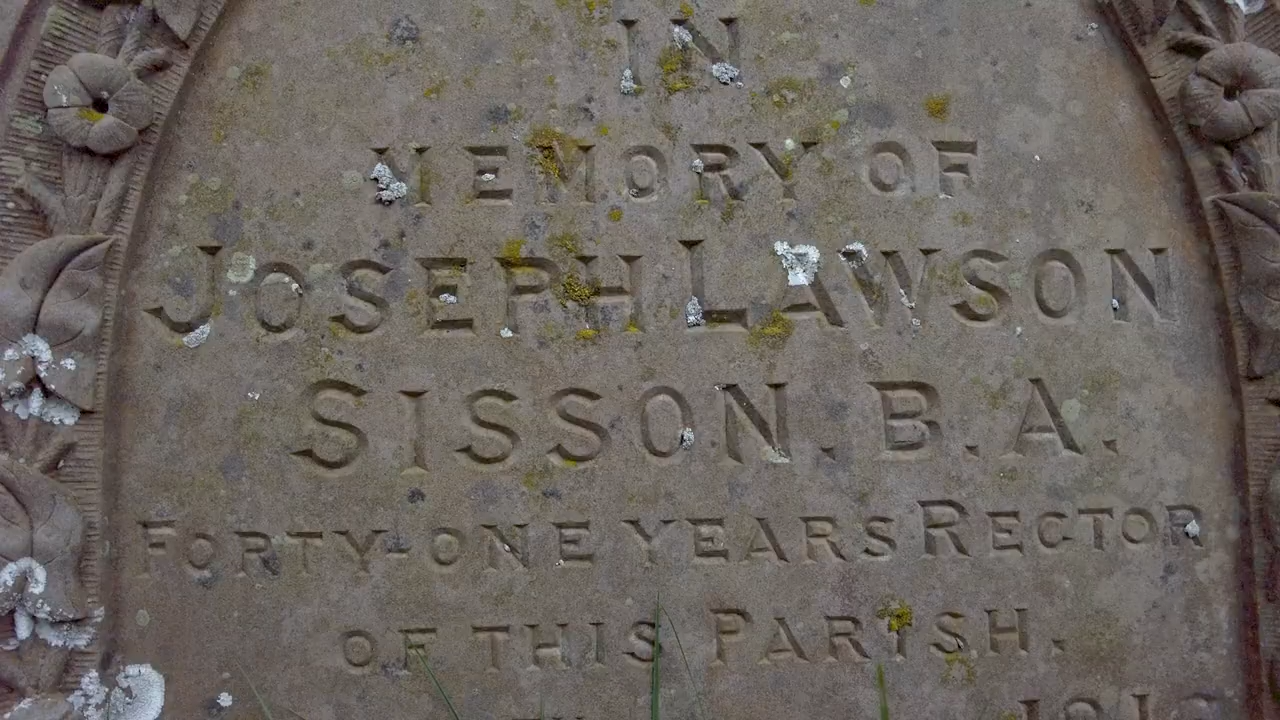 IN
MEMORY OF
JOSEPH LAWSON
SISSON. B.A.
FORTY-ONE YEARS RECTOR
OF THIS PARISH.